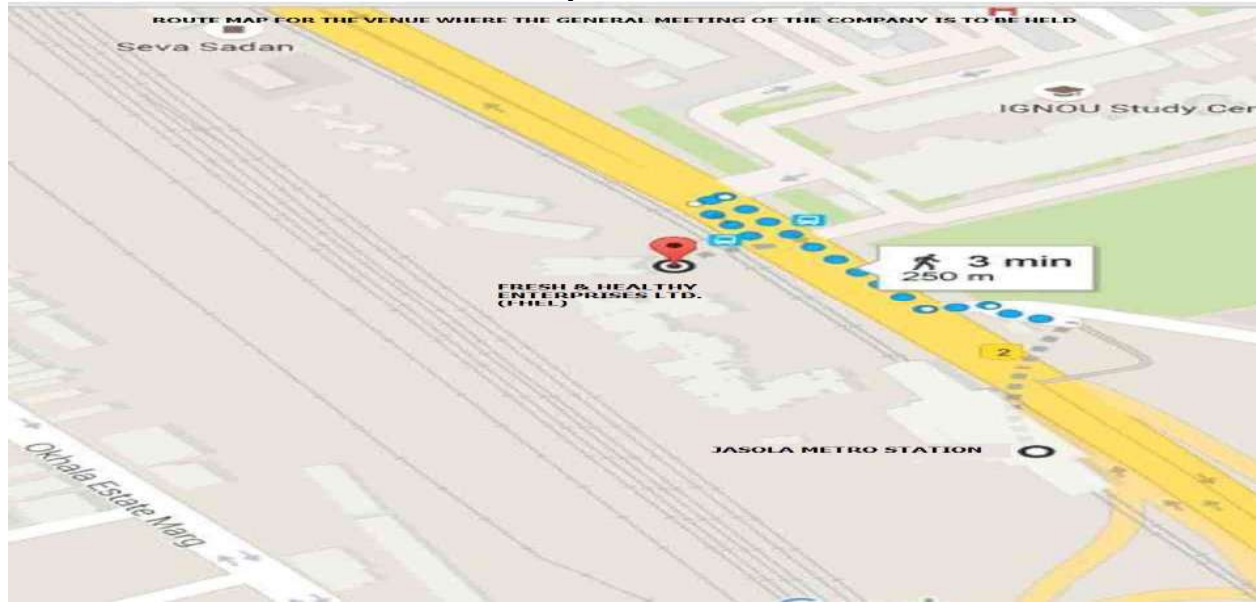 ROUTE MAP FOR THE VENUE WHERE THE GENERAL MEETING OF THE COMPANY IS TO BE HELD
Seva Sadan
IGNOU Study Cen
3 min
250 m
FRESH & HEALTHY
ENTERPRISES LTD.
(FHEL)
2
JASOLA METRO STATION
Okhala Estate Marg